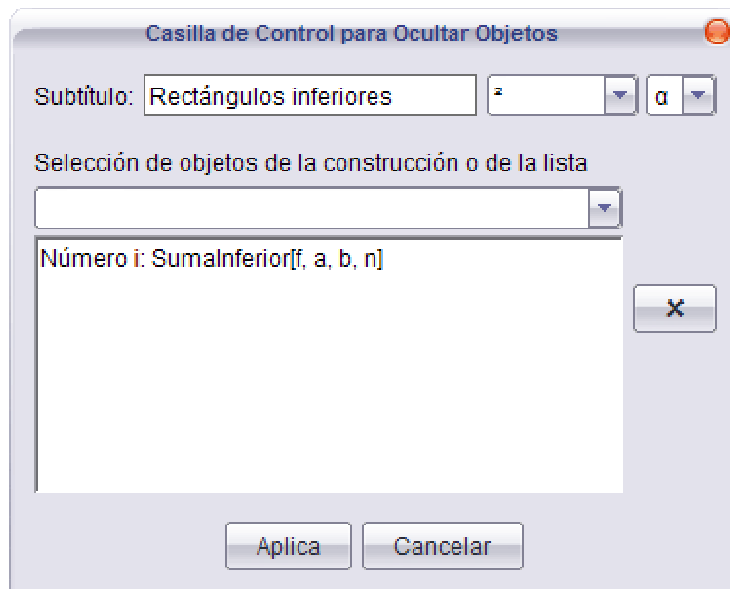 Casilla de Control para Ocultar Objetos
Subtítulo: Rectángulos inferiores ² α
Selección de objetos de la construcción o de la lista
Número i: SumaInferior[f, a, b, n]
×
Aplica Cancelar